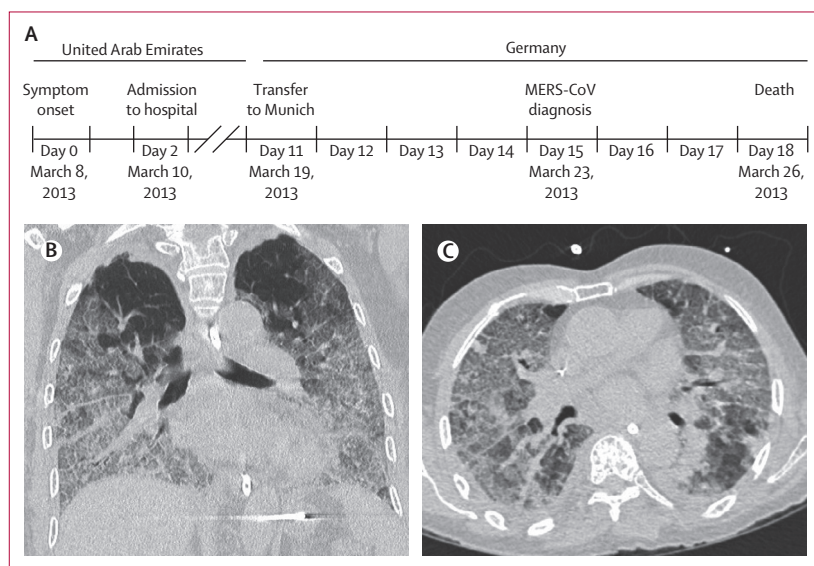 A
United Arab Emirates
Germany
Symptom
onset
Admission
to hospital
Transfer
to Munich
MERS-CoV
diagnosis
Death
Day 0
March 8,
2013
Day 2
March 10,
2013
Day 11
March 19,
2013
Day 12
Day 13
Day 14
Day 15
March 23,
2013
Day 16
Day 17
Day 18
March 26,
2013
B
C